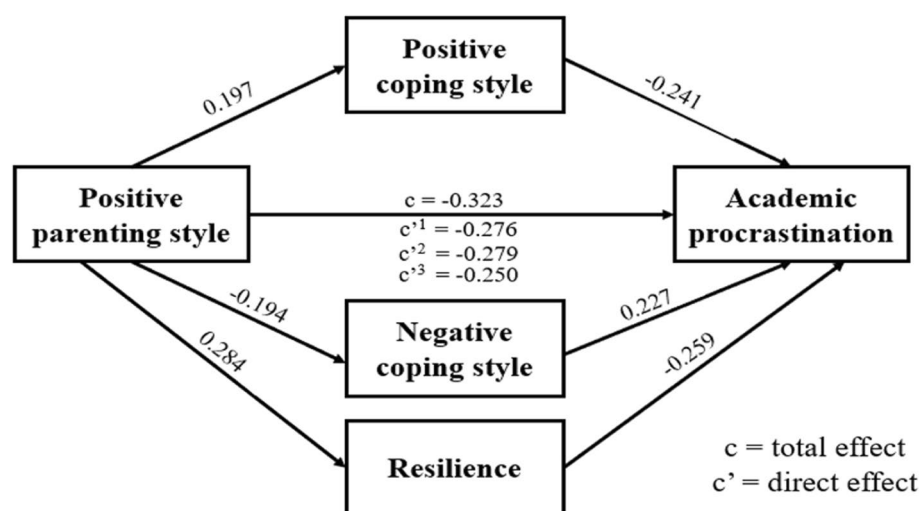 Positive
coping style
0.197
-0.241
Positive
parenting style
c = -0.323
c'1 = -0.276
c'2 = -0.279
c'3 = -0.250
Academic
procrastination
-0.194
0.284
Negative
coping style
0.227
-0.259
Resilience
c = total effect
c' = direct effect